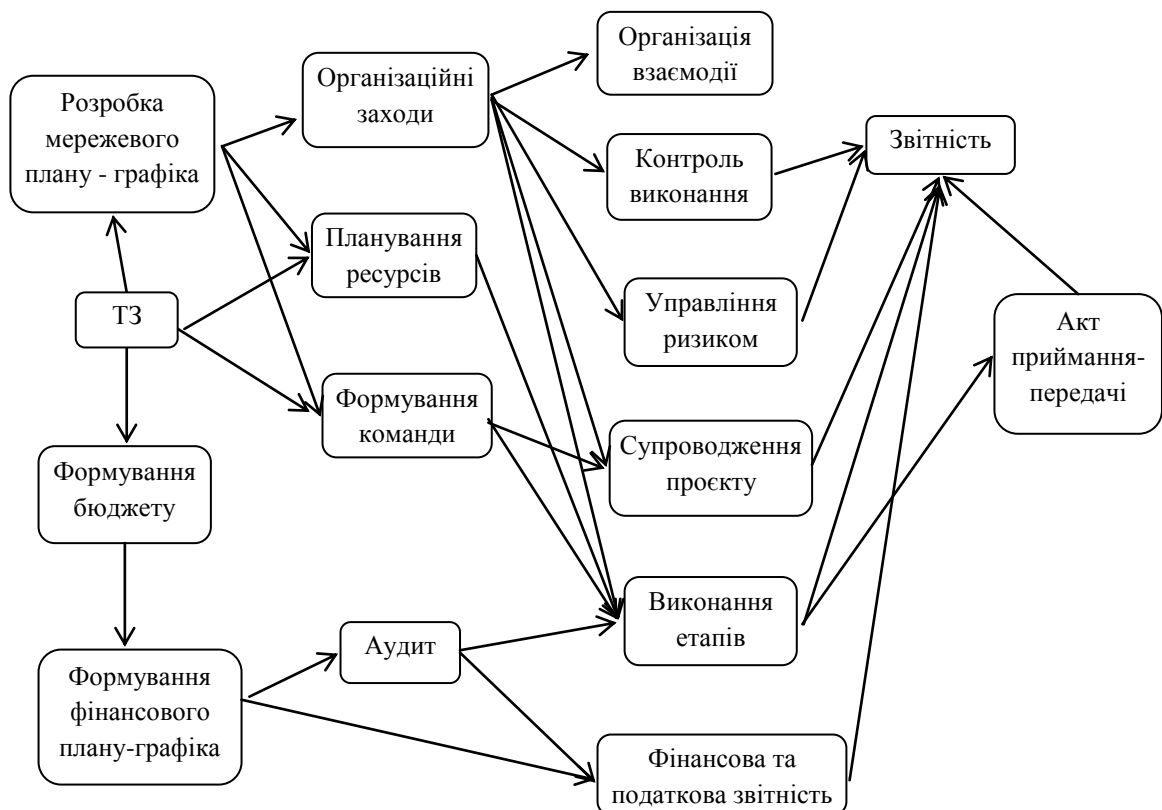 Організація
взаємодії
Організаційні
заходи
Розробка
мережевого
плану - графіка
Контроль
виконання
Звітність
Планування
ресурсів
ТЗ
Управління
ризиком
Акт
приймання-
передачі
Формування
команди
Супроводження
проєкту
Формування
бюджету
Виконання
етапів
Аудит
Формування
фінансового
плану-графіка
Фінансова та
податкова звітність